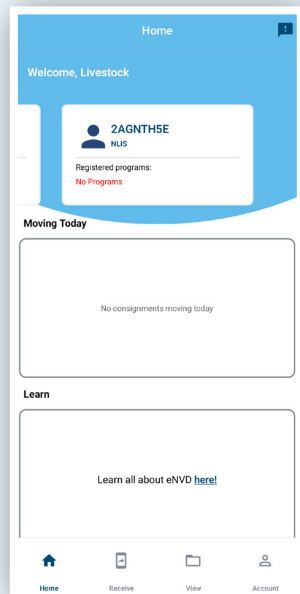 Home
Welcome, Livestock
2AGNTH5E
NLIS
Registered programs:
No Programs
Moving Today
No consignments moving today
Learn
Learn all about eNVD here!
Home Receive View Account